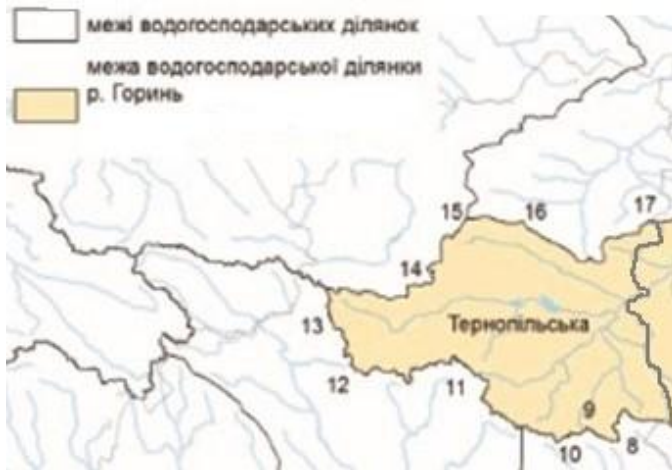 межі водогосподарських ділянок
межа водогосподарської ділянки
р. Горинь
17
15
16
14
13
Тернопільська
12
11
9
10
8